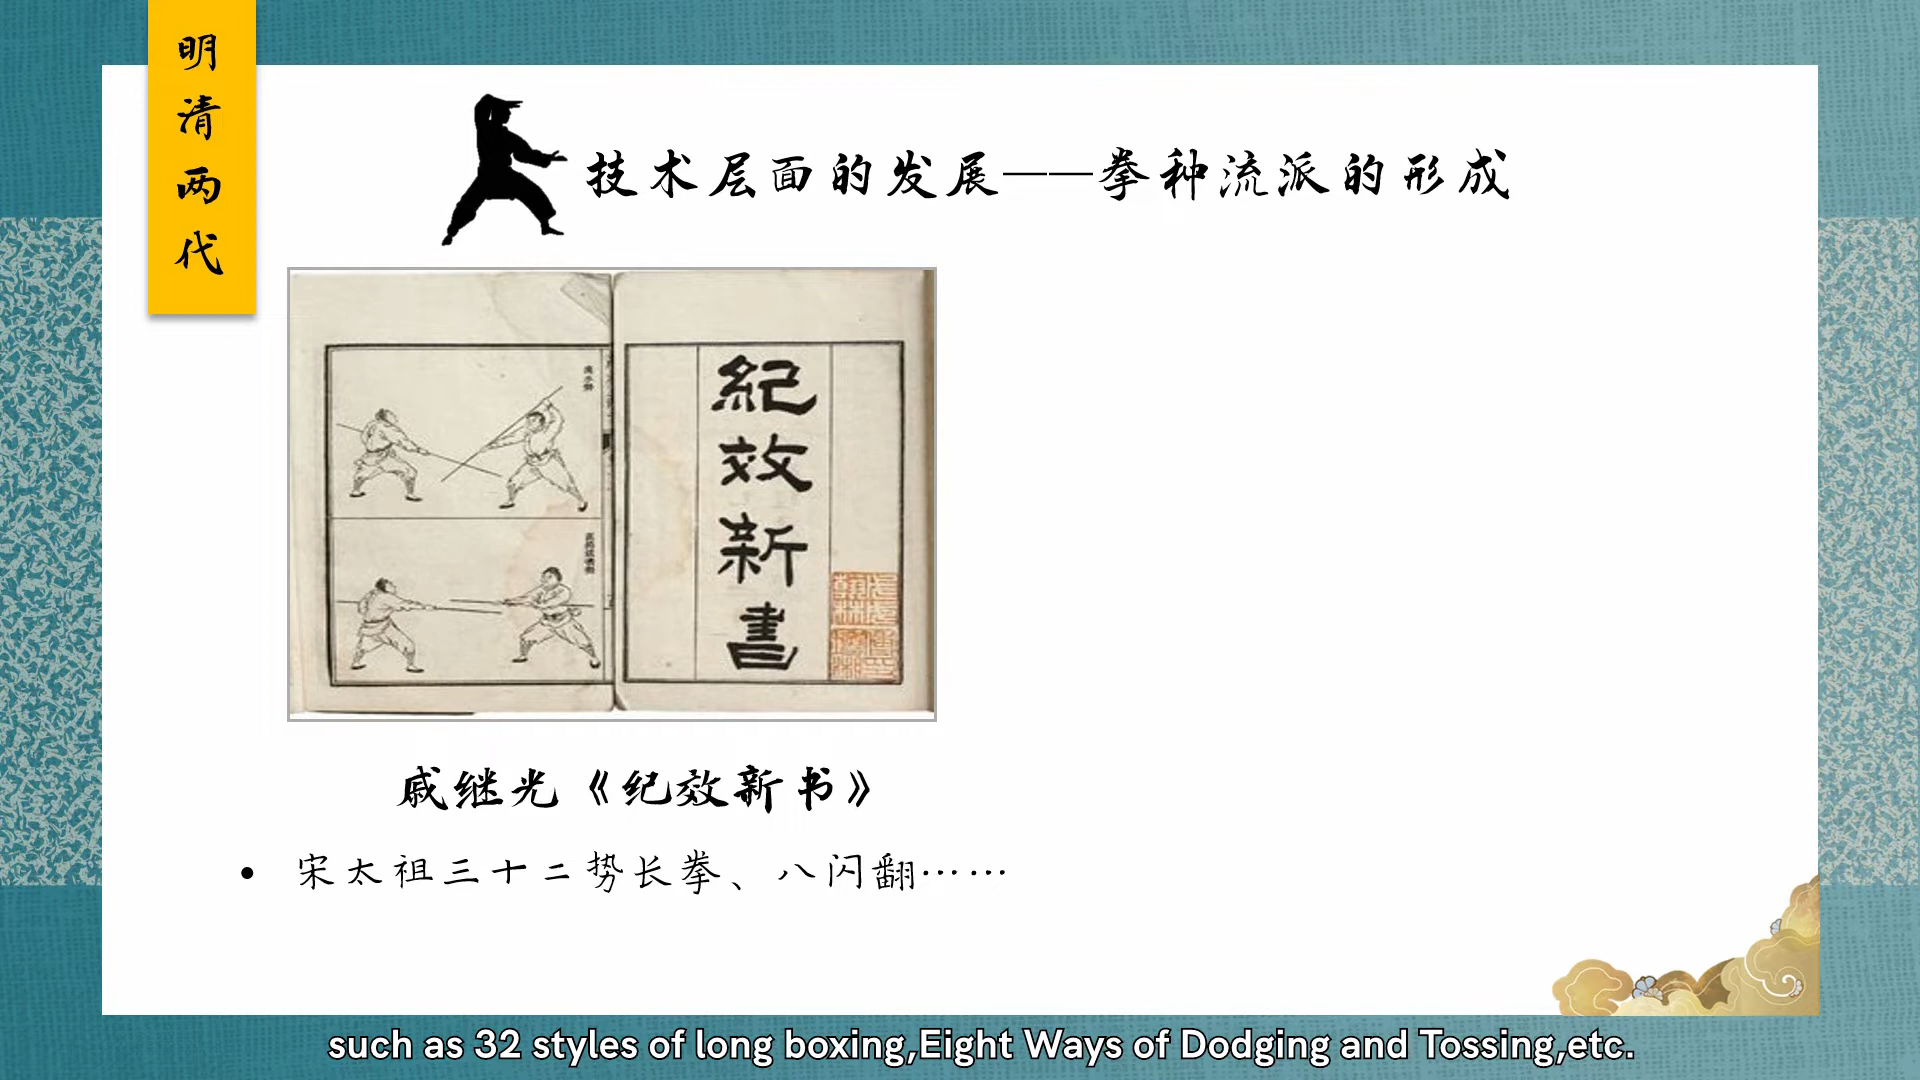 明清两代
技术层面的发展——拳种流派的形成
紀效新書
戚继光《纪效新书》
• 宋太祖三十二势长拳、八闪翻……
such as 32 styles of long boxing,Eight Ways of Dodging and Tossing,etc.